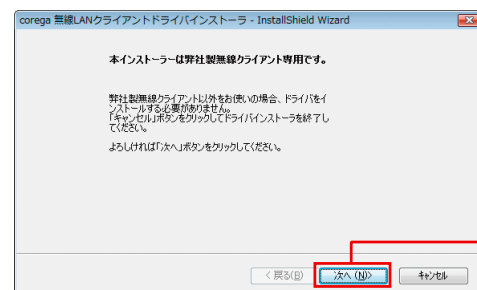 corega 無線LANクライアントドライバインストーラ - InstallShield Wizard
本インストーラーは弊社製無線クライアント専用です。
弊社製無線クライアント以外をお使いの場合、ドライバをイ
ンストールする必要がありません。
「キャンセル」ボタンをクリックしてドライバインストーラを終了し
てください。
よろしければ「次へ」ボタンをクリックしてください。
< 戻る(B) 次へ (N)> キャンセル